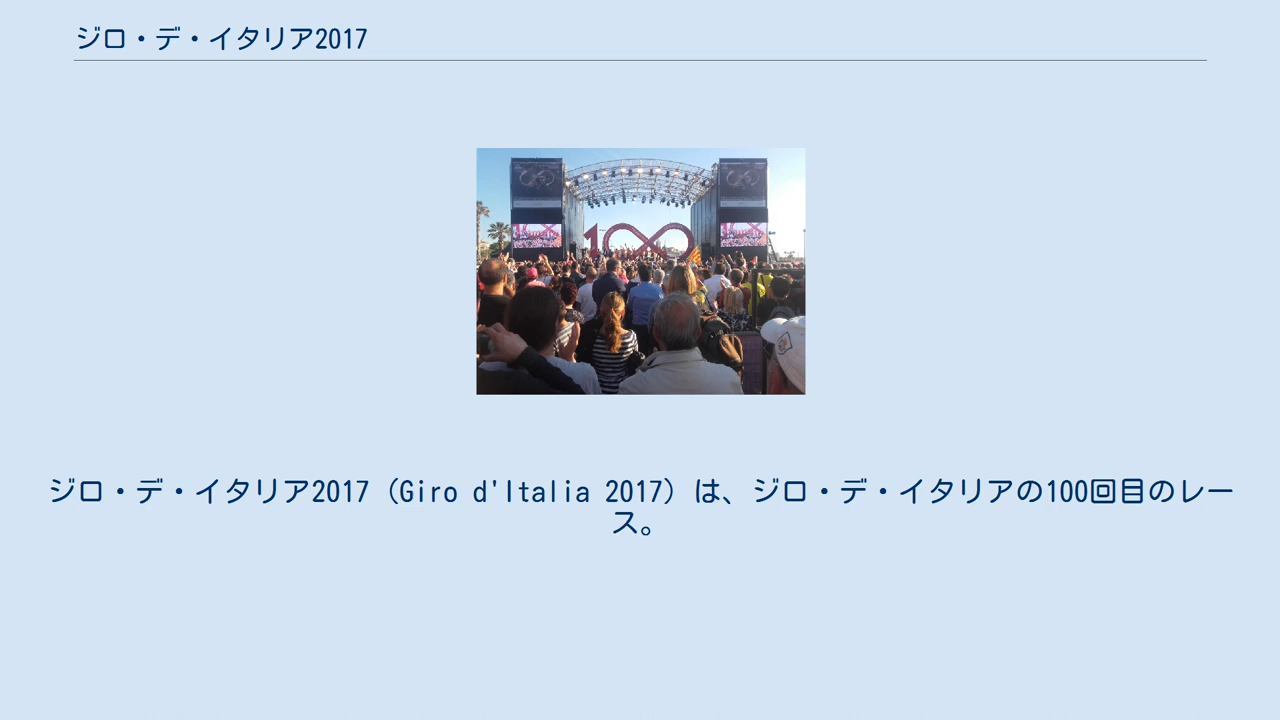 ジロ・デ・イタリア2017
100
ジロ・デ・イタリア2017（Giro d'Italia 2017）は、ジロ・デ・イタリアの100回目のレー
ス。